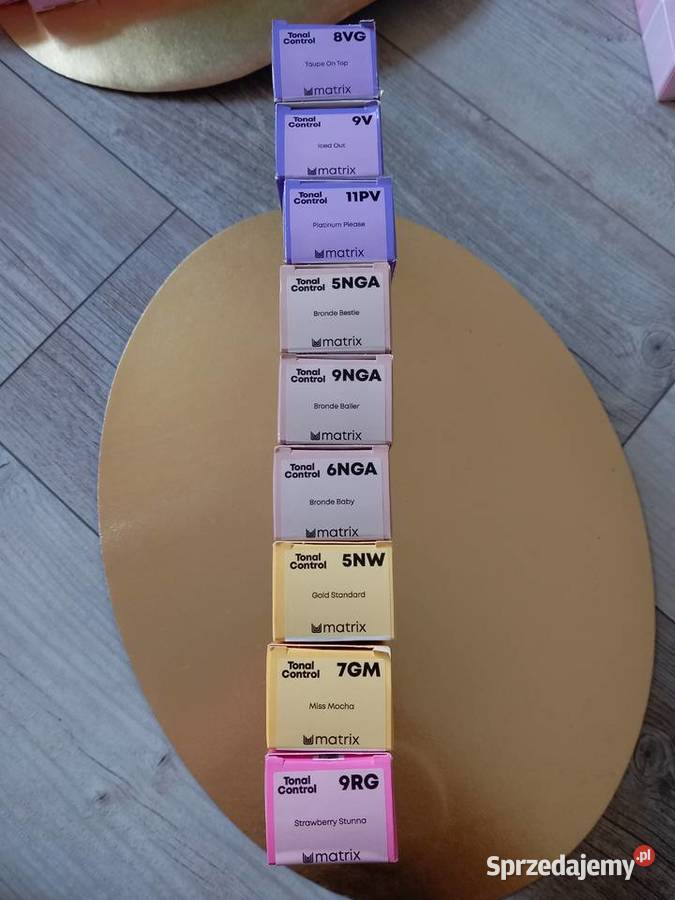 Tonal
Control
8VG
Taupe On Top
matrix
Tonal
Control
9V
Iced Out
matrix
Tonal
Control
11PV
Platinum Please
matrix
Tonal
Control
5NGA
Bronde Bestie
matrix
Tonal
Control
9NGA
Bronde Baller
matrix
Tonal
Control
6NGA
Bronde Baby
matrix
Tonal
Control
5NW
Gold Standard
matrix
Tonal
Control
7GM
Miss Mocha
matrix
Tonal
Control
9RG
Strawberry Stunna
matrix
Sprzedajemy.pl